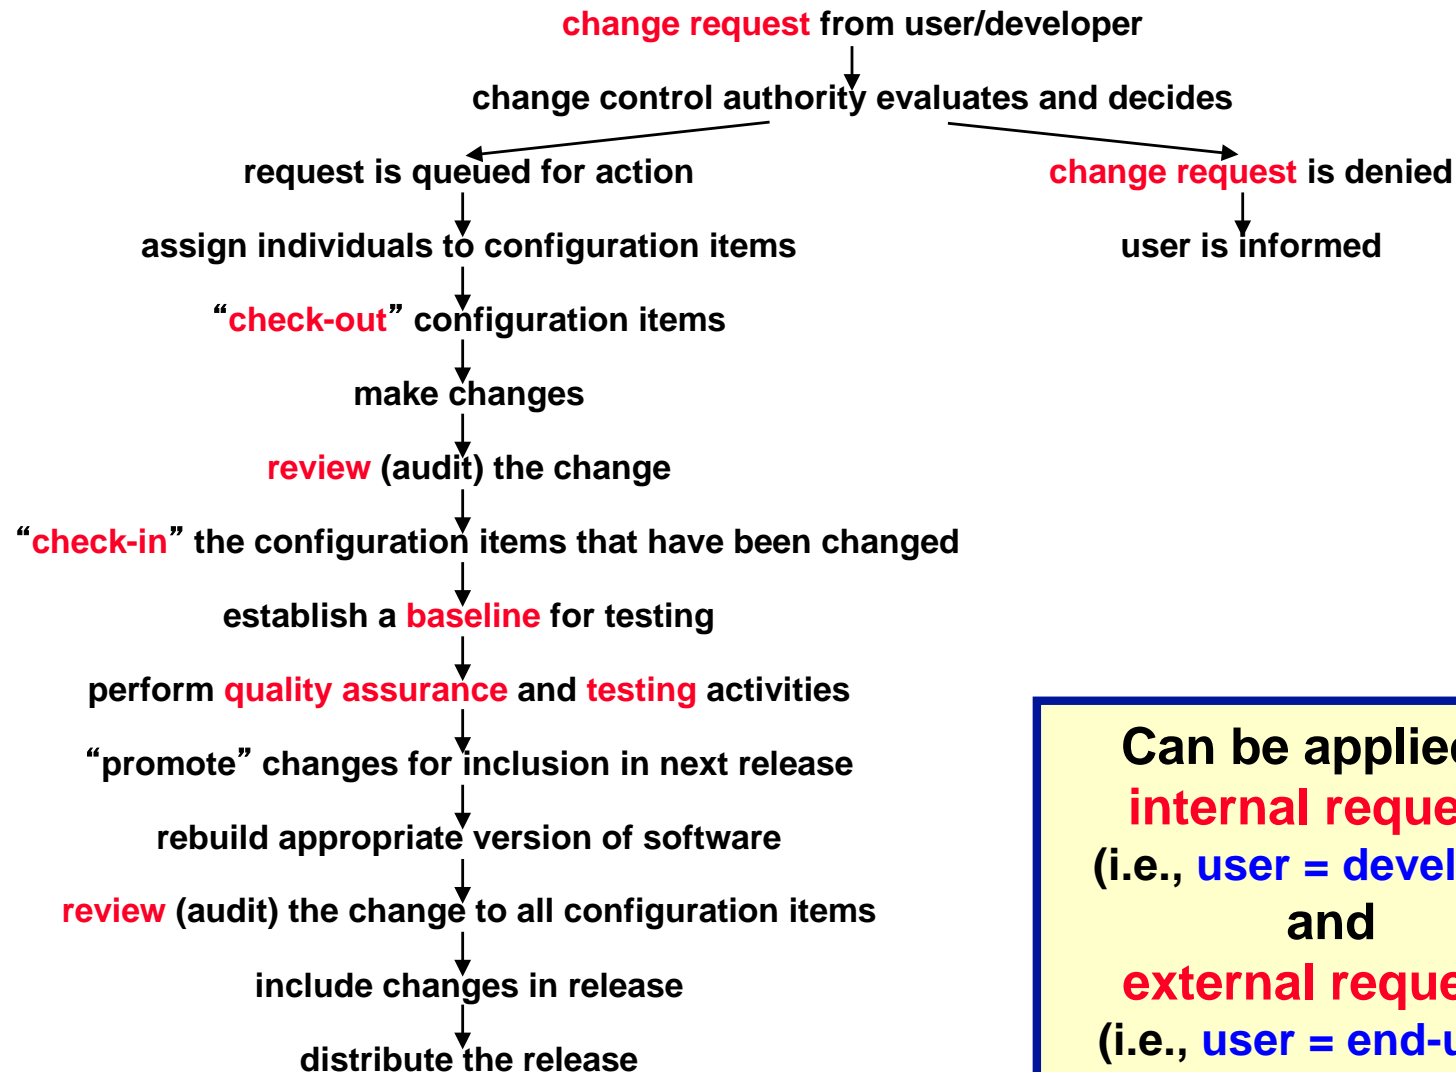 change request from user/developer
change control authority evaluates and decides
request is queued for action
change request is denied
assign individuals to configuration items
user is informed
“check-out” configuration items
make changes
review (audit) the change
“check-in” the configuration items that have been changed
establish a baseline for testing
perform quality assurance and testing activities
“promote” changes for inclusion in next release
rebuild appropriate version of software
review (audit) the change to all configuration items
include changes in release
distribute the release
Can be
internal
(i.e., user =
and
external
(i.e., user =